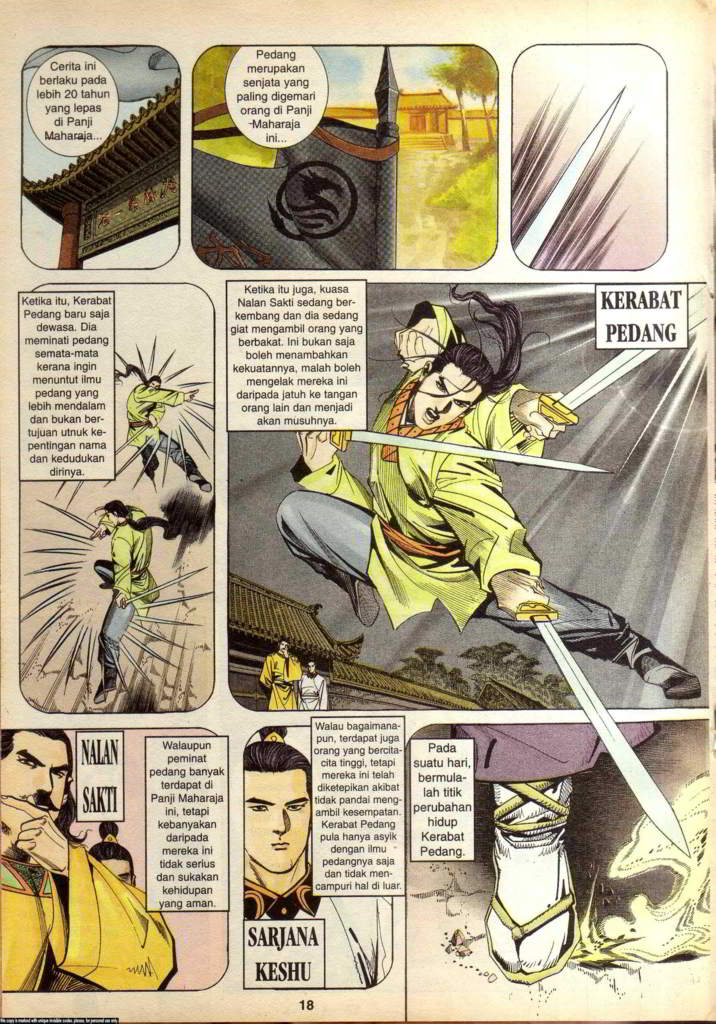 Cerita ini
berlaku pada
lebih 20 tahun
yang lepas
di Panji
Maharaja...
Pedang
merupakan
senjata yang
paling digemari
orang di Panji
Maharaja
ini...
Ketika itu, Kerabat
Pedang baru saja
dewasa. Dia
meminati pedang
semata-mata
kerana ingin
menuntut ilmu
pedang yang
lebih mendalam
dan bukan ber-
tujuan utnuk ke-
pentingan nama
dan kedudukan
dirinya.
Ketika itu juga, kuasa
Nalan Sakti sedang ber-
kembang dan dia sedang
giat mengambil orang yang
berbakat. Ini bukan saja
boleh menambahkan
kekuatannya, malah boleh
mengelak mereka ini
daripada jatuh ke tangan
orang lain dan menjadi
akan musuhnya.
KERABAT
PEDANG
NALAN
SAKTI
Walaupun
peminat
pedang banyak
terdapat di
Panji Maharaja
ini, tetapi
kebanyakan
daripada
mereka ini
tidak serius
dan sukakan
kehidupan
yang aman.
Walau bagaimana-
pun, terdapat juga
orang yang bercita-
cita tinggi, tetapi
mereka ini telah
diketepikan akibat
tidak pandai meng-
ambil kesempatan.
Kerabat Pedang
pula hanya asyik
dengan ilmu
pedangnya saja
dan tidak men-
campuri hal di luar.
SARJANA
KESHU
Pada
suatu hari,
bermula-
lah titik
perubahan
hidup
Kerabat
Pedang.
18